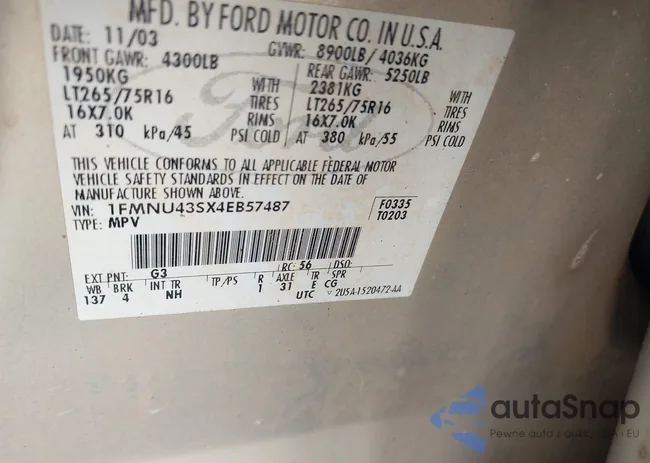 MFD. BY FORD MOTOR CO. IN U.S.A.
DATE: 11/03 GVWR: 8900LB/ 4036KG
FRONT GAWR: 4300LB REAR GAWR: 5250LB
1950KG WITH 2381KG WITH
LT265/75R16 TIRES LT265/75R16 TIRES
16X7.0K RIMS 16X7.0K RIMS
AT 310 kPa/45 PSI COLD AT 380 kPa/55 PSI COLD
Ford
THIS VEHICLE CONFORMS TO ALL APPLICABLE FEDERAL MOTOR
VEHICLE SAFETY STANDARDS IN EFFECT ON THE DATE OF
MANUFACTURE SHOWN ABOVE.
VIN: 1FMNU43SX4EB57487 F0335
TYPE: MPV T0203
EXT PNT: G3 RC: 56 DSO:
WB BRK INT TR TP/PS R AXLE TR SPR
137 4 NH 1 31 E CG
UTC 2U5A-1520472-AA
autaSnap
Pewne auta z USA - EU